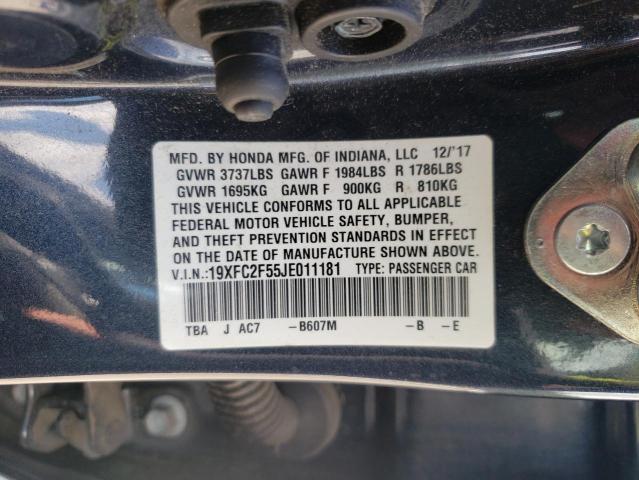 MFD. BY HONDA MFG. OF INDIANA, LLC 12/'17
GVWR 3737LBS GAWR F 1984LBS R 1786LBS
GVWR 1695KG GAWR F 900KG R 810KG
THIS VEHICLE CONFORMS TO ALL APPLICABLE
FEDERAL MOTOR VEHICLE SAFETY, BUMPER,
AND THEFT PREVENTION STANDARDS IN EFFECT
ON THE DATE OF MANUFACTURE SHOWN ABOVE.
V.I.N.:19XFC2F55JE011181 TYPE: PASSENGER CAR
TBA J AC7 -B607M -B -E